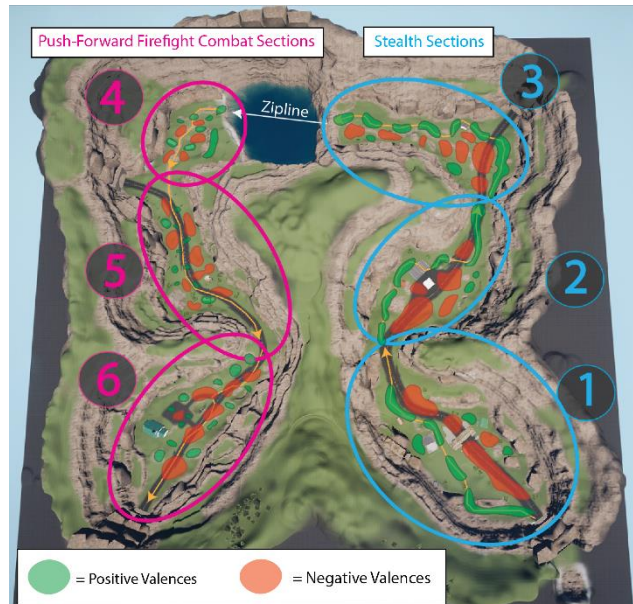 Push-Forward Firefight Combat Sections
Stealth Sections
4
Zipline
3
5
2
6
1
= Positive Valences
= Negative Valences